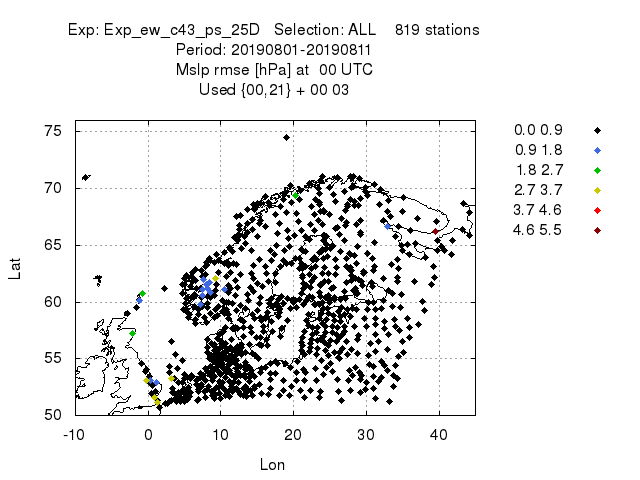 Exp: Exp_ew_c43_ps_25D Selection: ALL 819 stations
Period: 20190801-20190811
Mslp rmse [hPa] at 00 UTC
Used {00,21} + 00 03
75
70
65
60
55
50
Lat
-10 0 10 20 30 40
Lon
0.0 0.9
0.9 1.8
1.8 2.7
2.7 3.7
3.7 4.6
4.6 5.5